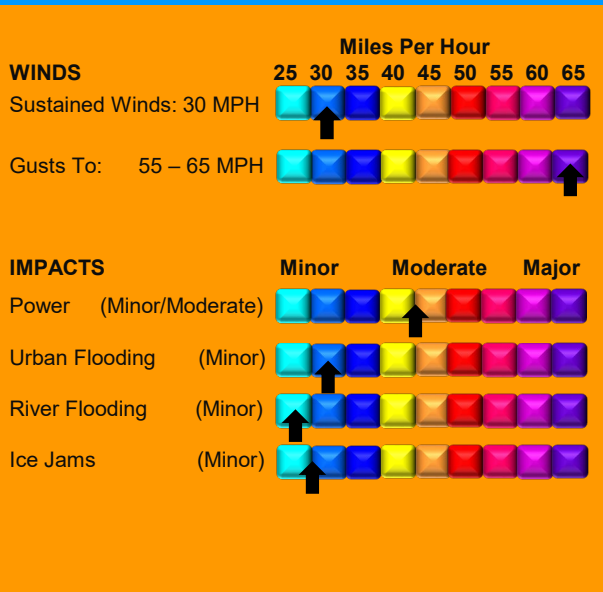 Miles Per Hour
WINDS 25 30 35 40 45 50 55 60 65
Sustained Winds: 30 MPH
Gusts To: 55 – 65 MPH
IMPACTS Minor Moderate Major
Power (Minor/Moderate)
Urban Flooding (Minor)
River Flooding (Minor)
Ice Jams (Minor)